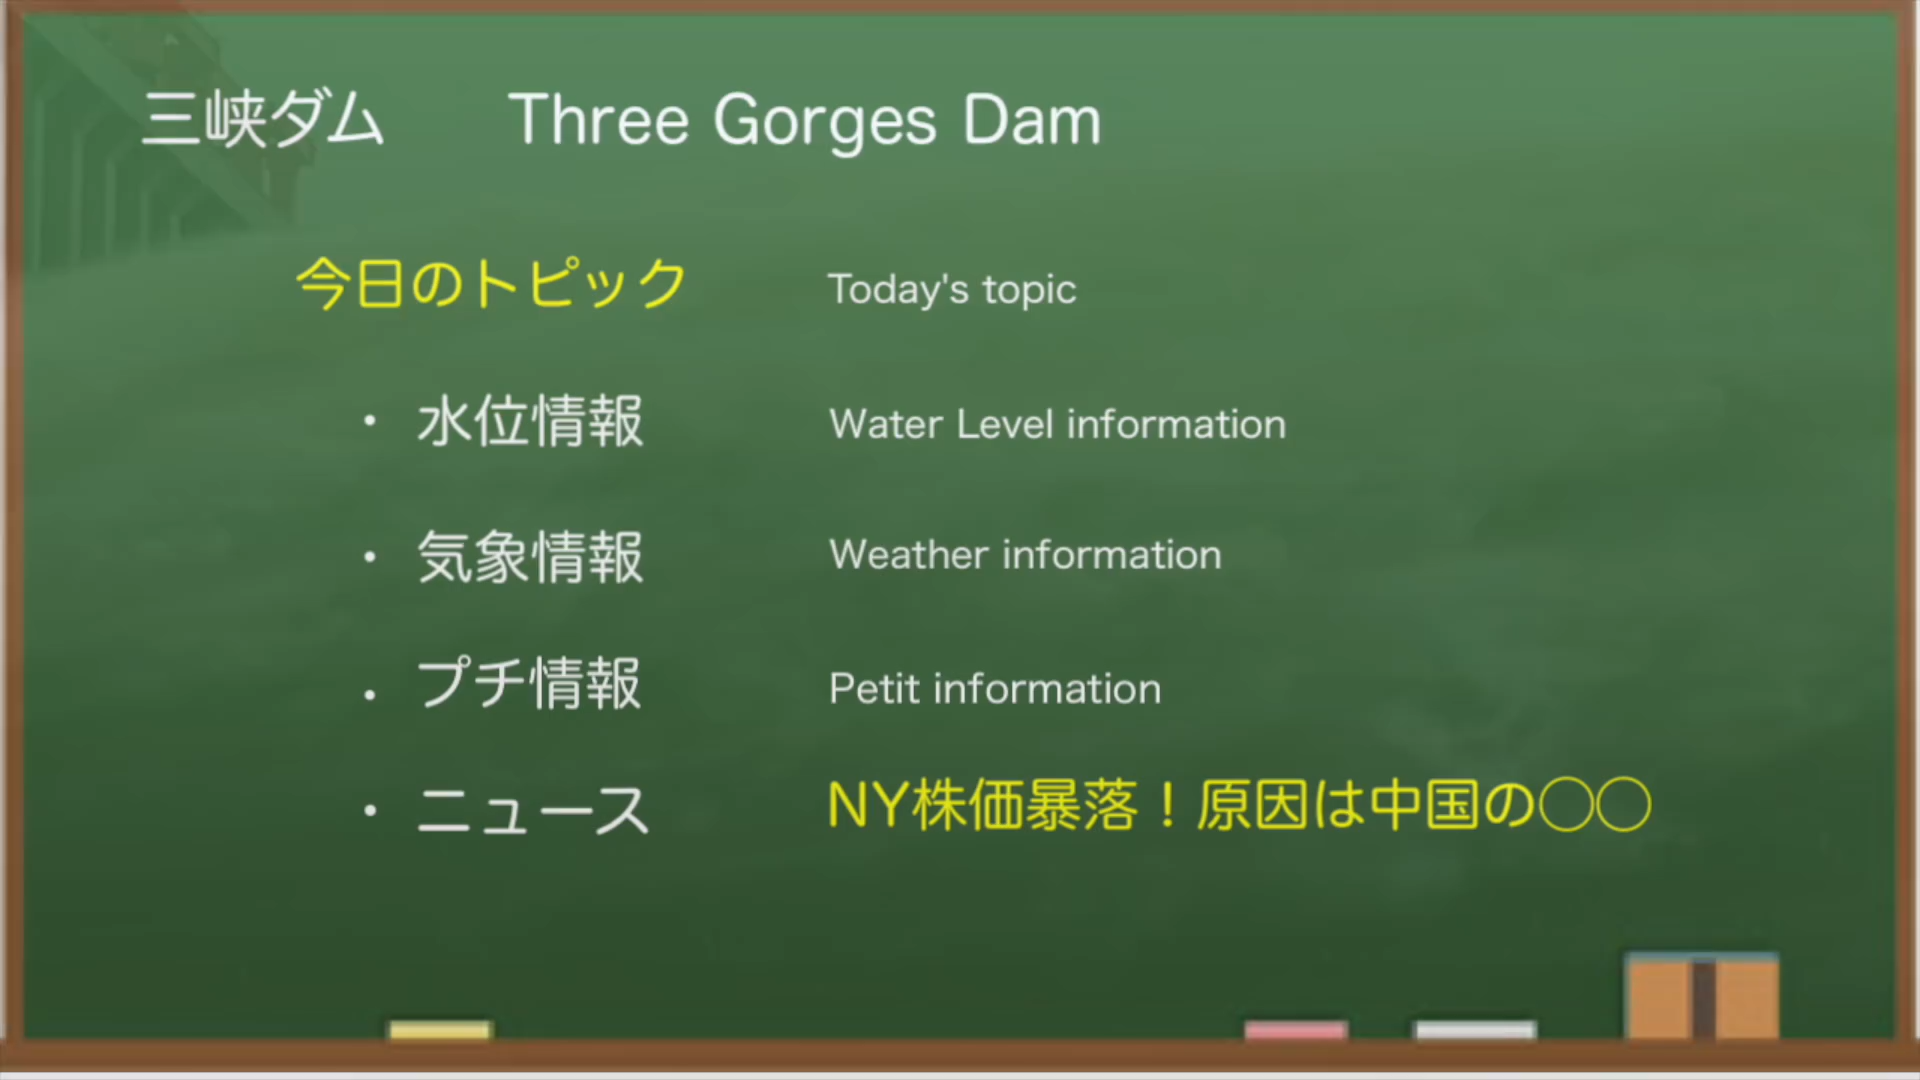 三峡ダム Three Gorges Dam
今日のトピック Today's topic
・ 水位情報 Water Level information
・ 気象情報 Weather information
・ プチ情報 Petit information
・ ニュース NY株価暴落！原因は中国の◯◯